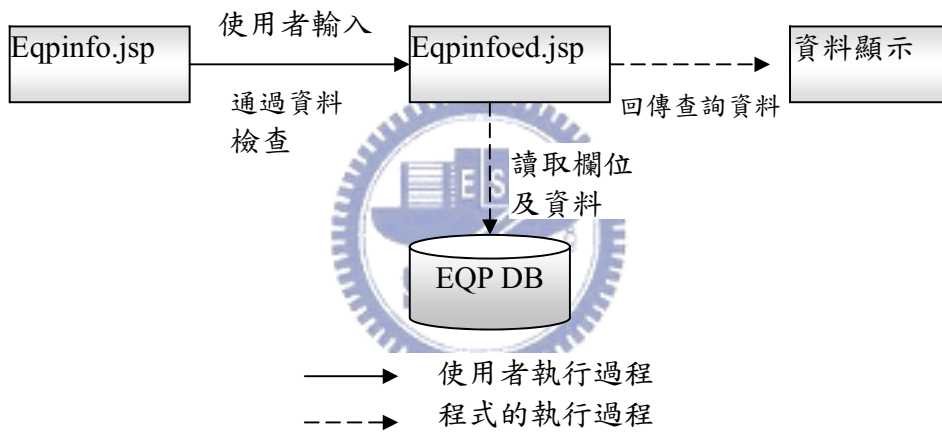 Eqpinfo.jsp
使用者輸入
通過資料
檢查
Eqpinfoed.jsp
回傳查詢資料
資料顯示
讀取欄位
及資料
ES
EQP DB
使用者執行過程
程式的執行過程